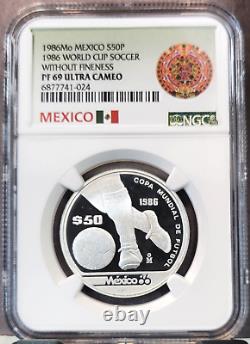 1986Mo MEXICO S50P
1986 WORLD CUP SOCCER
WITHOUT FINENESS
PF 69 ULTRA CAMEO
6877741-024
MEXICO
NGC
COPA MUNDIAL DE FUTBOL
1986
$50
México 86